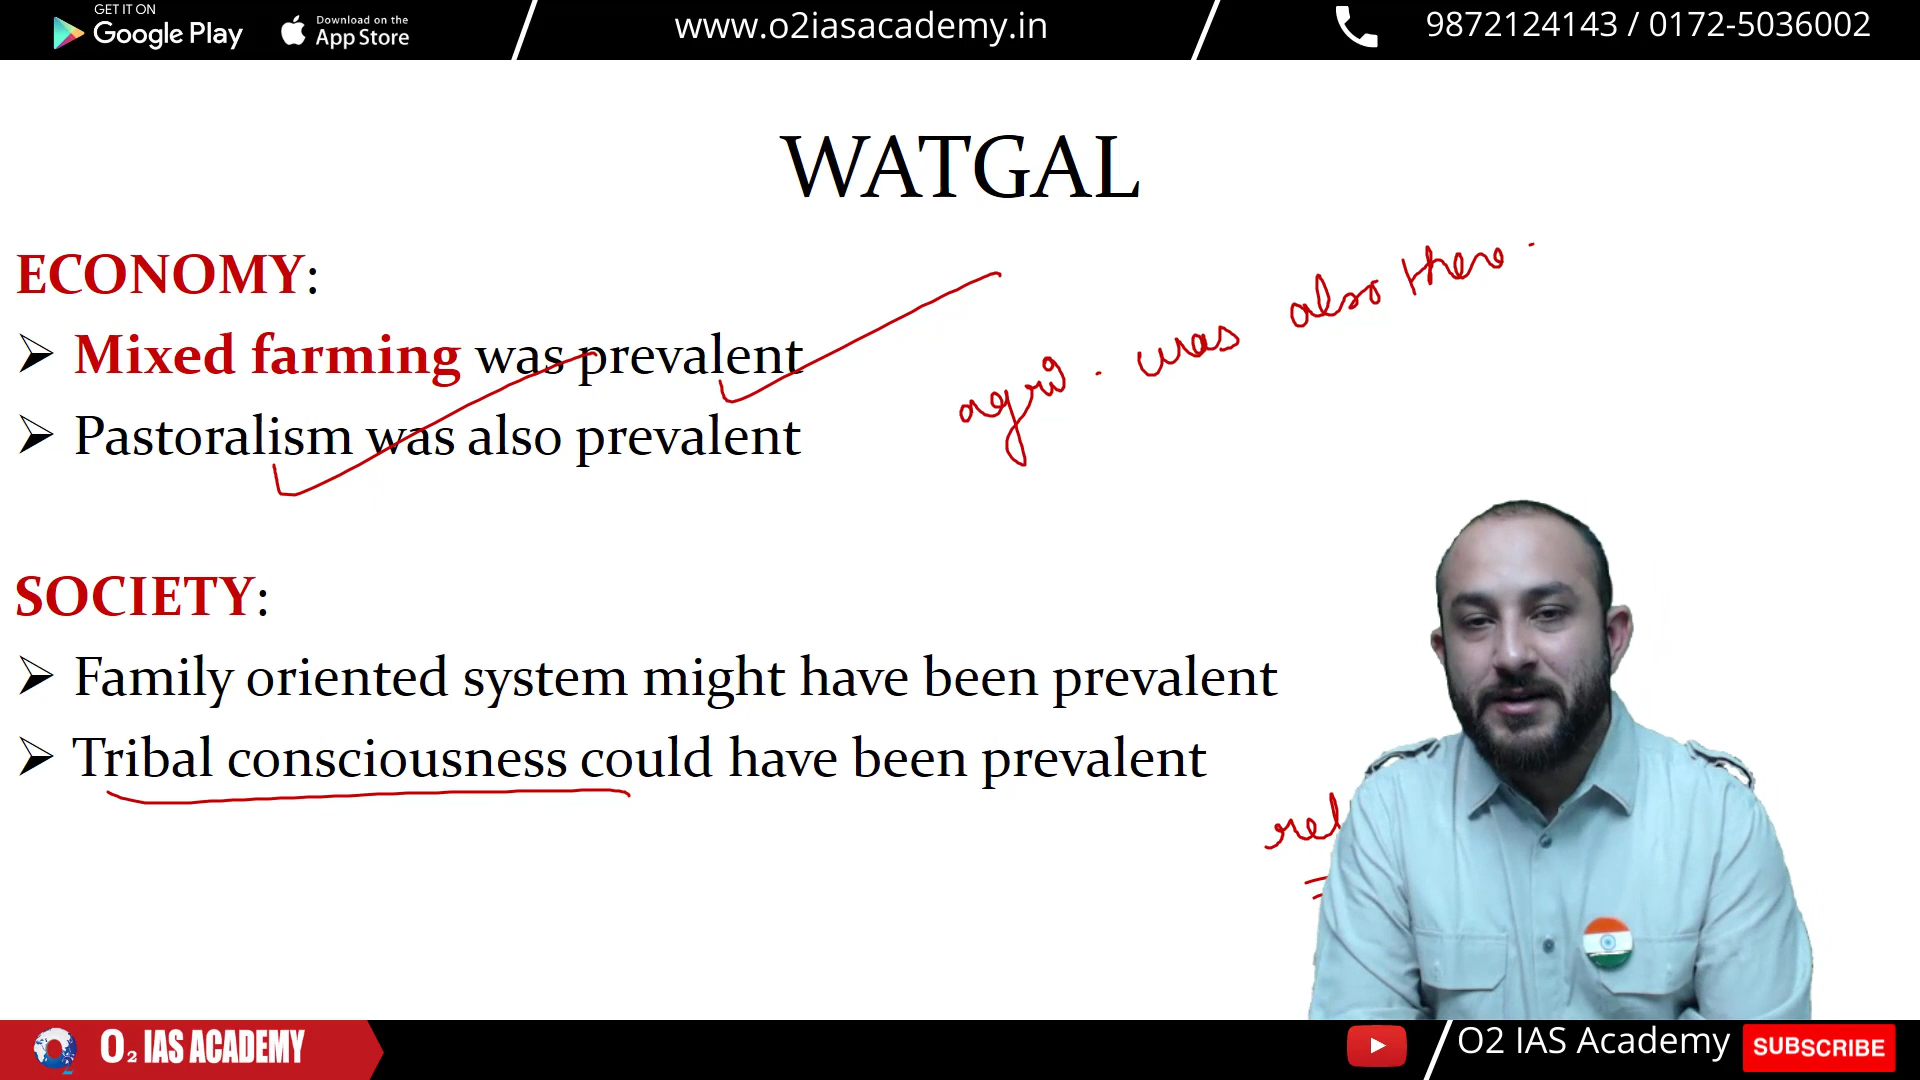 GET IT ON
Google Play
Download on the
App Store
www.o2iasacademy.in
9872124143 / 0172-5036002
WATGAL
ECONOMY:
➢ Mixed farming was prevalent
➢ Pastoralism was also prevalent
agri. was also there.
SOCIETY:
➢ Family oriented system might have been prevalent
➢ Tribal consciousness could have been prevalent
rel
O2 IAS ACADEMY
O2 IAS Academy
SUBSCRIBE